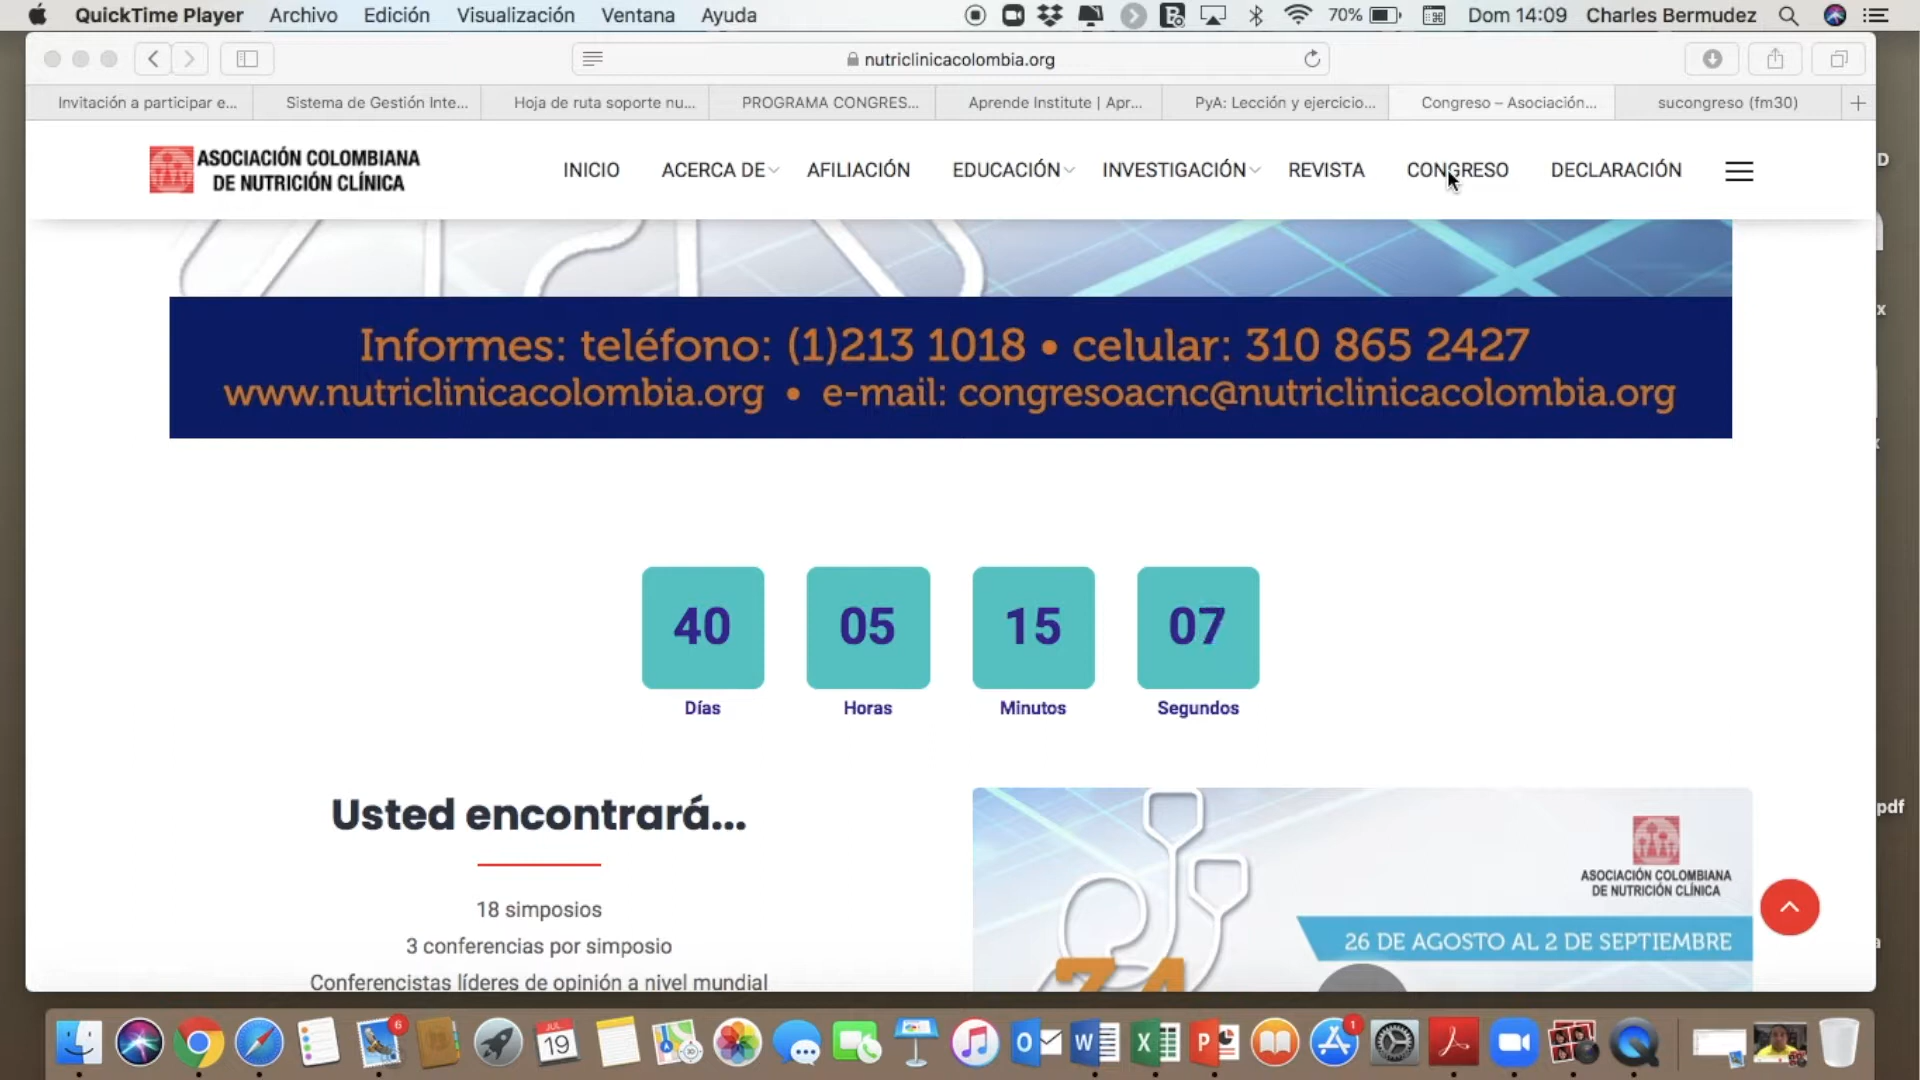 QuickTime Player Archivo Edición Visualización Ventana Ayuda 70% Dom 14:09 Charles Bermudez
nutriclinicacolombia.org
Invitación a participar e... Sistema de Gestión Inte... Hoja de ruta soporte nu... PROGRAMA CONGRES... Aprende Institute | Apr... PyA: Lección y ejercicio... Congreso – Asociación... sucongreso (fm30)
ASOCIACIÓN COLOMBIANA
DE NUTRICIÓN CLÍNICA
INICIO ACERCA DE AFILIACIÓN EDUCACIÓN INVESTIGACIÓN REVISTA CONGRESO DECLARACIÓN
Informes: teléfono: (1)213 1018 • celular: 310 865 2427
www.nutriclinicacolombia.org • e-mail: congresoacnc@nutriclinicacolombia.org
40 05 15 07
Días Horas Minutos Segundos
Usted encontrará...
18 simposios
3 conferencias por simposio
Conferencistas líderes de opinión a nivel mundial
ASOCIACIÓN COLOMBIANA
DE NUTRICIÓN CLÍNICA
26 DE AGOSTO AL 2 DE SEPTIEMBRE
pdf
6
JUL
19
1